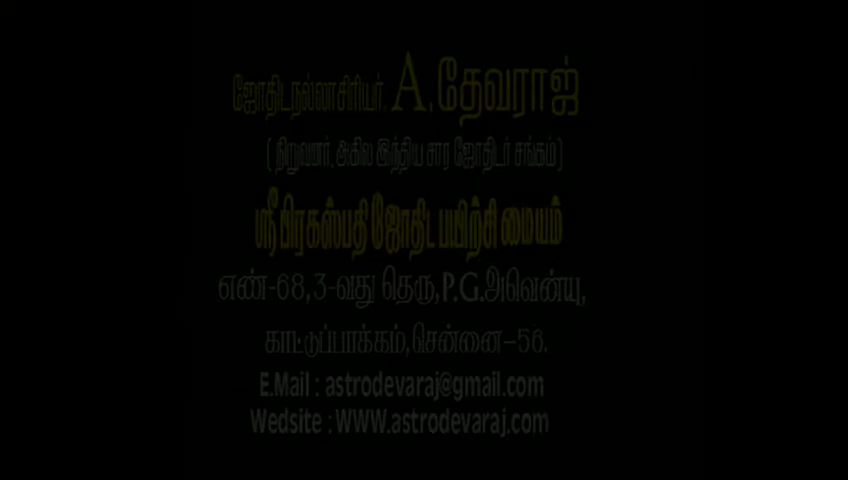 ஜோதிடநல்லாசிரியர். A. தேவராஜ்
( நிறுவனர், அகில இந்திய சார ஜோதிடர் சங்கம்)
ஸ்ரீ பிரகஸ்பதி ஜோதிட பயிற்சி மையம்
எண்-68,3-வது தெரு,P.G.அவென்யு,
காட்டுப்பாக்கம்,சென்னை-56.
E.Mail : astrodevaraj@gmail.com
Wedsite : WWW.astrodevaraj.com